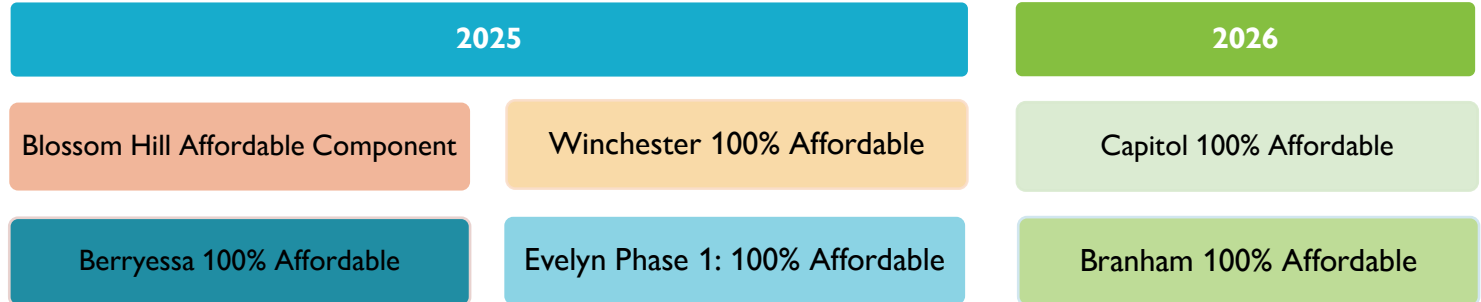 2025
2026
Blossom Hill Affordable Component
Winchester 100% Affordable
Capitol 100% Affordable
Berryessa 100% Affordable
Evelyn Phase 1: 100% Affordable
Branham 100% Affordable